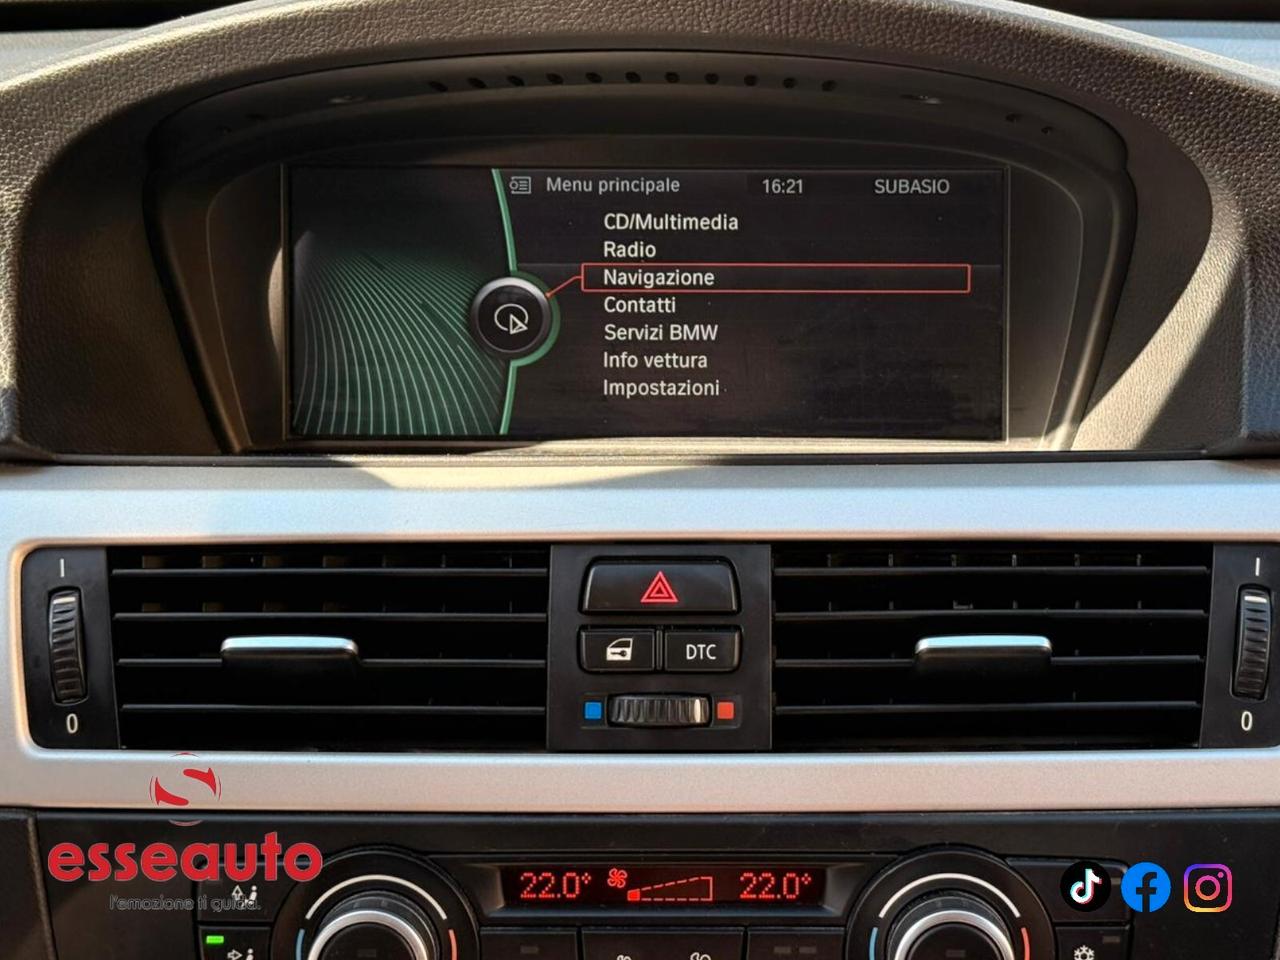 Menu principale 16:21 SUBASIO
CD/Multimedia
Radio
Navigazione
Contatti
Servizi BMW
Info vettura
Impostazioni
I I
DTC
0 0
esseauto
l'emozione ti guida.
22.0° 22.0°